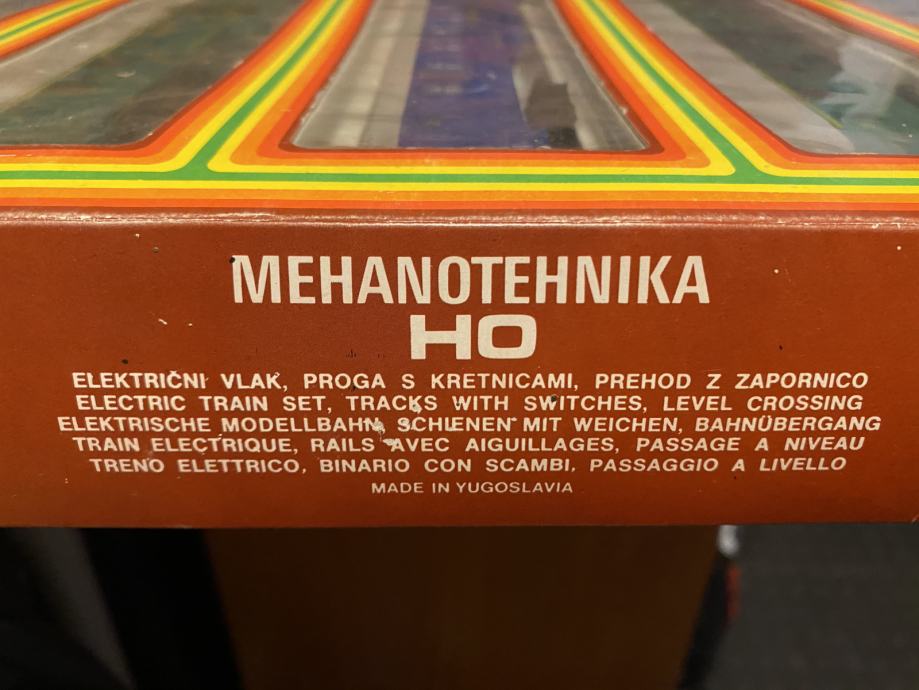 MEHANOTEHNIKA
HO
ELEKTRIČNI VLAK, PROGA S KRETNICAMI, PREHOD Z ZAPORNICO
ELECTRIC TRAIN SET, TRACKS WITH SWITCHES, LEVEL CROSSING
ELEKTRISCHE MODELLBAHN, SCHIENEN MIT WEICHEN, BAHNÜBERGANG
TRAIN ELECTRIQUE, RAILS AVEC AIGUILLAGES, PASSAGE A NIVEAU
TRENO ELETTRICO, BINARIO CON SCAMBI, PASSAGGIO A LIVELLO
MADE IN YUGOSLAVIA